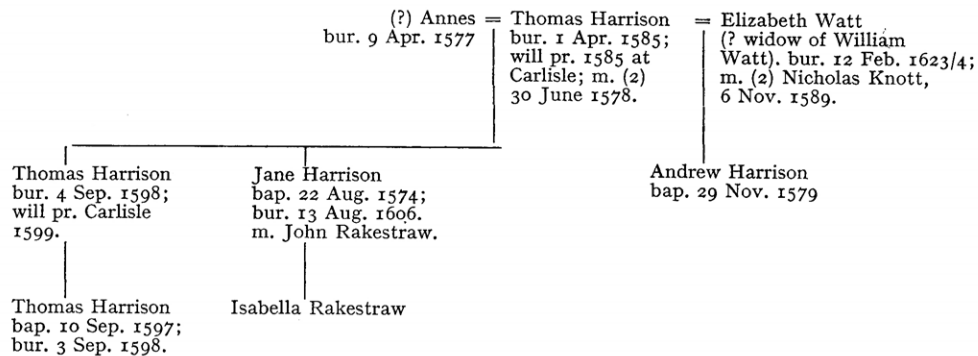 (?) Annes = Thomas Harrison = Elizabeth Watt
bur. 9 Apr. 1577
bur. 1 Apr. 1585;
will pr. 1585 at
Carlisle; m. (2)
30 June 1578.
(? widow of William
Watt). bur. 12 Feb. 1623/4;
m. (2) Nicholas Knott,
6 Nov. 1589.
Thomas Harrison
bur. 4 Sep. 1598;
will pr. Carlisle
1599.
Jane Harrison
bap. 22 Aug. 1574;
bur. 13 Aug. 1606.
m. John Rakestraw.
Andrew Harrison
bap. 29 Nov. 1579
Thomas Harrison
bap. 10 Sep. 1597;
bur. 3 Sep. 1598.
Isabella Rakestraw